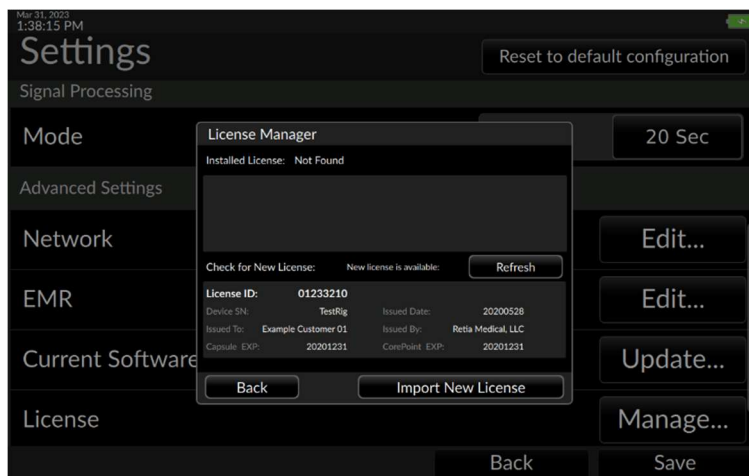 Mar 31, 2023
1:38:15 PM
Settings
Reset to default configuration
Signal Processing
Mode
20 Sec
Advanced Settings
Network
Edit...
EMR
Edit...
Current Software
Update...
License
Manage...
Back
Save
License Manager
Installed License: Not Found
Check for New License: New license is available: Refresh
License ID: 01233210
Device SN: TestRig Issued Date: 20200528
Issued To: Example Customer 01 Issued By: Retia Medical, LLC
Capsule EXP: 20201231 CorePoint EXP: 20201231
Back Import New License